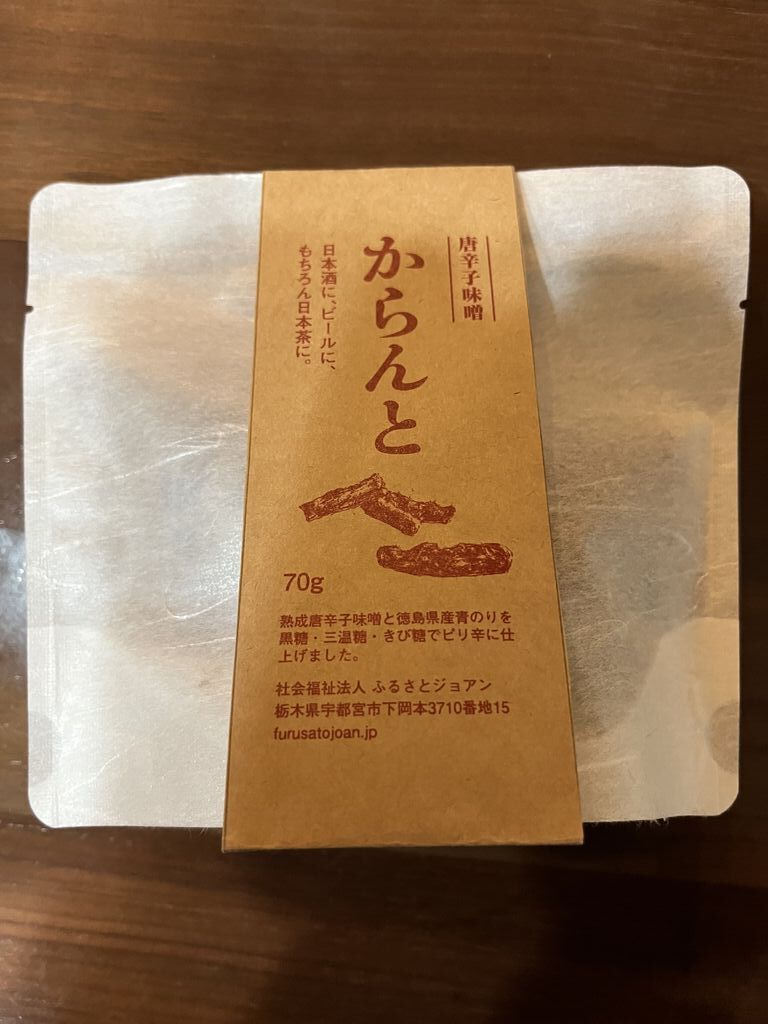 唐辛子味噌
からんと
日本酒に、ビールに、
もちろん日本茶に。
70g
熟成唐辛子味噌と徳島県産青のりを
黒糖・三温糖・きび糖でピリ辛に仕
上げました。
社会福祉法人 ふるさとジョアン
栃木県宇都宮市下岡本3710番地15
furusatojoan.jp